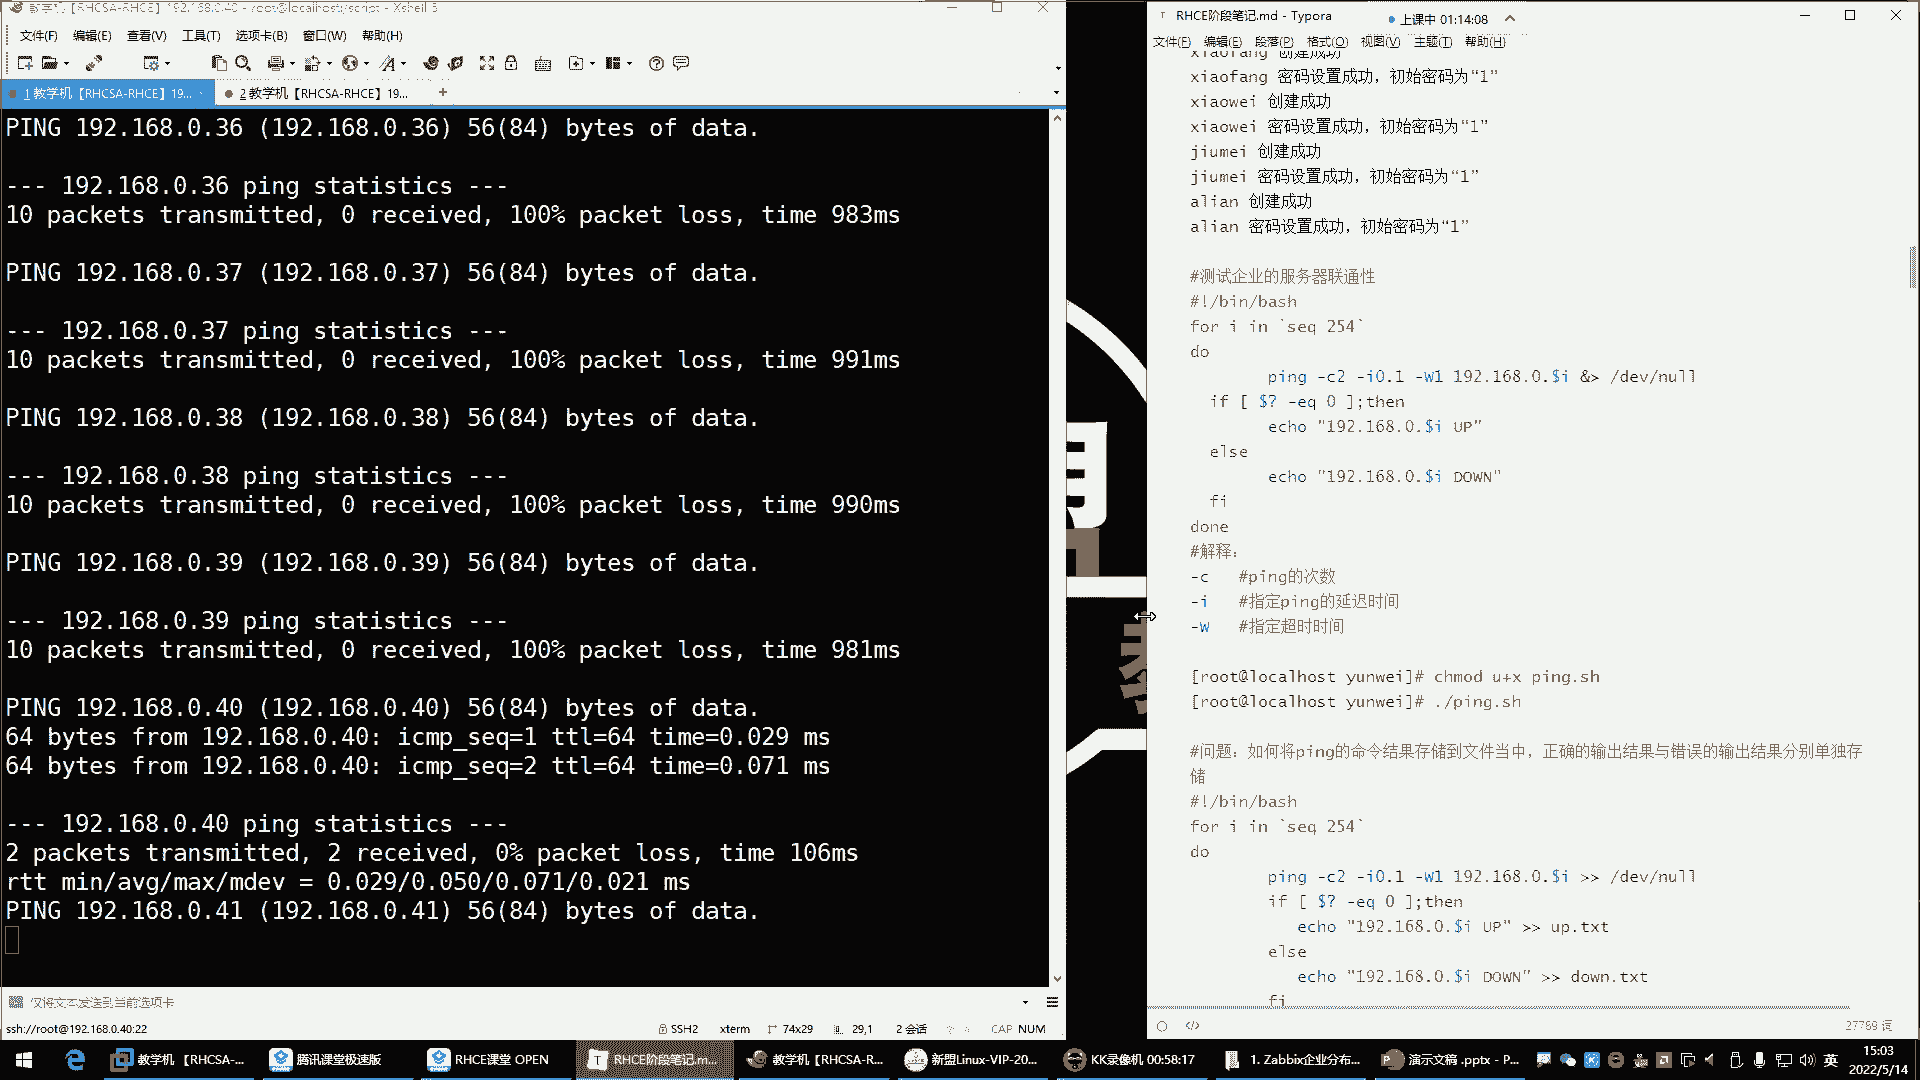 教学机【RHCSA-RHCE】192.168.0.40 - root@localhost:/script - Xshell 5
文件(F) 编辑(E) 查看(V) 工具(T) 选项卡(B) 窗口(W) 帮助(H)
1 教学机【RHCSA-RHCE】19...
2 教学机【RHCSA-RHCE】19...
PING 192.168.0.36 (192.168.0.36) 56(84) bytes of data.
--- 192.168.0.36 ping statistics ---
10 packets transmitted, 0 received, 100% packet loss, time 983ms
PING 192.168.0.37 (192.168.0.37) 56(84) bytes of data.
--- 192.168.0.37 ping statistics ---
10 packets transmitted, 0 received, 100% packet loss, time 991ms
PING 192.168.0.38 (192.168.0.38) 56(84) bytes of data.
--- 192.168.0.38 ping statistics ---
10 packets transmitted, 0 received, 100% packet loss, time 990ms
PING 192.168.0.39 (192.168.0.39) 56(84) bytes of data.
--- 192.168.0.39 ping statistics ---
10 packets transmitted, 0 received, 100% packet loss, time 981ms
PING 192.168.0.40 (192.168.0.40) 56(84) bytes of data.
64 bytes from 192.168.0.40: icmp_seq=1 ttl=64 time=0.029 ms
64 bytes from 192.168.0.40: icmp_seq=2 ttl=64 time=0.071 ms
--- 192.168.0.40 ping statistics ---
2 packets transmitted, 2 received, 0% packet loss, time 106ms
rtt min/avg/max/mdev = 0.029/0.050/0.071/0.021 ms
PING 192.168.0.41 (192.168.0.41) 56(84) bytes of data.
仅将文本发送到当前选项卡
ssh://root@192.168.0.40:22 SSH2 xterm 74x29 29,1 2 会话 CAP NUM
RHCE阶段笔记.md - Typora
上课中 01:14:08
文件(F) 编辑(E) 段落(P) 格式(O) 视图(V) 主题(T) 帮助(H)
xiaofang 创建成功
xiaofang 密码设置成功，初始密码为“1”
xiaowei 创建成功
xiaowei 密码设置成功，初始密码为“1”
jiumei 创建成功
jiumei 密码设置成功，初始密码为“1”
alian 创建成功
alian 密码设置成功，初始密码为“1”
#测试企业的服务器联通性
#!/bin/bash
for i in `seq 254`
do
ping -c2 -i0.1 -W1 192.168.0.$i &> /dev/null
if [ $? -eq 0 ];then
echo "192.168.0.$i UP"
else
echo "192.168.0.$i DOWN"
fi
done
#解释：
-c #ping的次数
-i #指定ping的延迟时间
-W #指定超时时间
[root@localhost yunwei]# chmod u+x ping.sh
[root@localhost yunwei]# ./ping.sh
#问题：如何将ping的命令结果存储到文件当中，正确的输出结果与错误的输出结果分别单独存
储
#!/bin/bash
for i in `seq 254`
do
ping -c2 -i0.1 -W1 192.168.0.$i >> /dev/null
if [ $? -eq 0 ];then
echo "192.168.0.$i UP" >> up.txt
else
echo "192.168.0.$i DOWN" >> down.txt
fi
27769 词
教学机 【RHCSA-...
腾讯课堂极速版
RHCE课堂 OPEN
RHCE阶段笔记.m...
教学机【RHCSA-R...
新盟Linux-VIP-20...
KK录像机 00:58:17
1. Zabbix企业分布...
演示文稿 .pptx - P...
英
15:03
2022/5/14